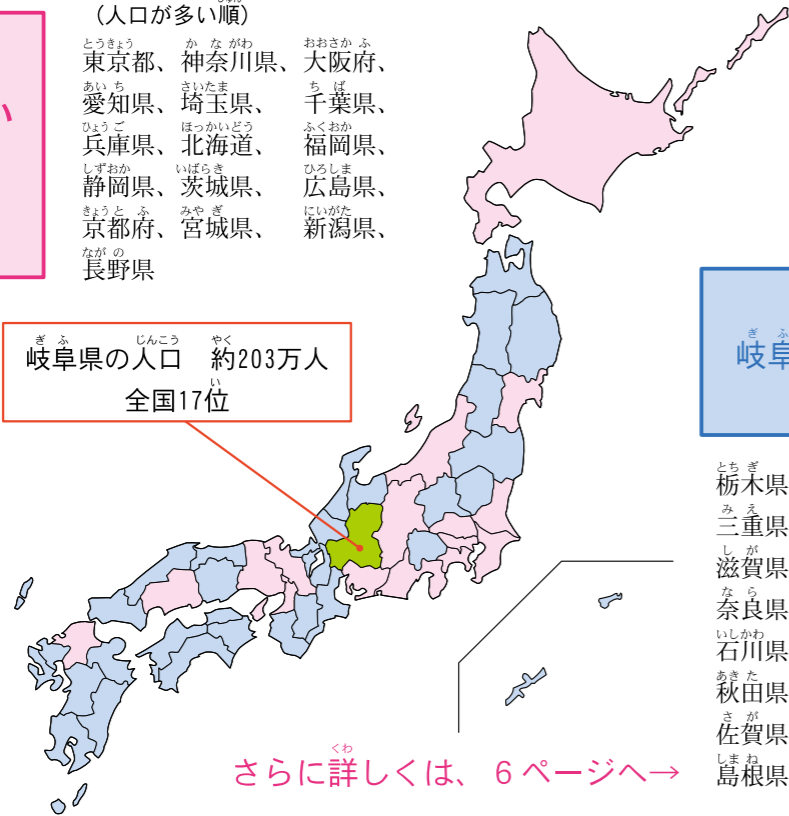 い
(人口が多い順)
東京都、神奈川県、大阪府、
愛知県、埼玉県、千葉県、
兵庫県、北海道、福岡県、
静岡県、茨城県、広島県、
京都府、宮城県、新潟県、
長野県
岐阜県の人口 約203万人
全国17位
岐阜
栃木県
三重県
滋賀県
奈良県
石川県
秋田県
佐賀県
島根県
さらに詳しくは、6ページへ→